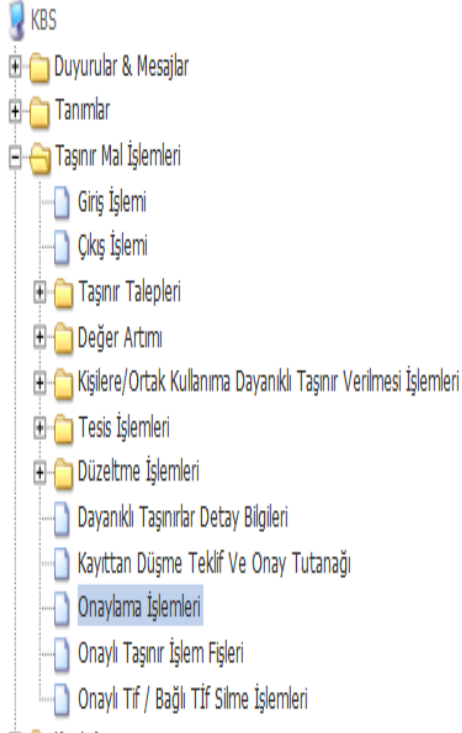 KBS
Duyurular & Mesajlar
Tanımlar
Taşınır Mal İşlemleri
Giriş İşlemi
Çıkış İşlemi
Taşınır Talepleri
Değer Artımı
Kişilere/Ortak Kullanıma Dayanıklı Taşınır Verilmesi İşlemleri
Tesis İşlemleri
Düzeltme İşlemleri
Dayanıklı Taşınırlar Detay Bilgileri
Kayıttan Düşme Teklif Ve Onay Tutanağı
Onaylama İşlemleri
Onaylı Taşınır İşlem Fişleri
Onaylı Tif / Bağlı Tİf Silme İşlemleri